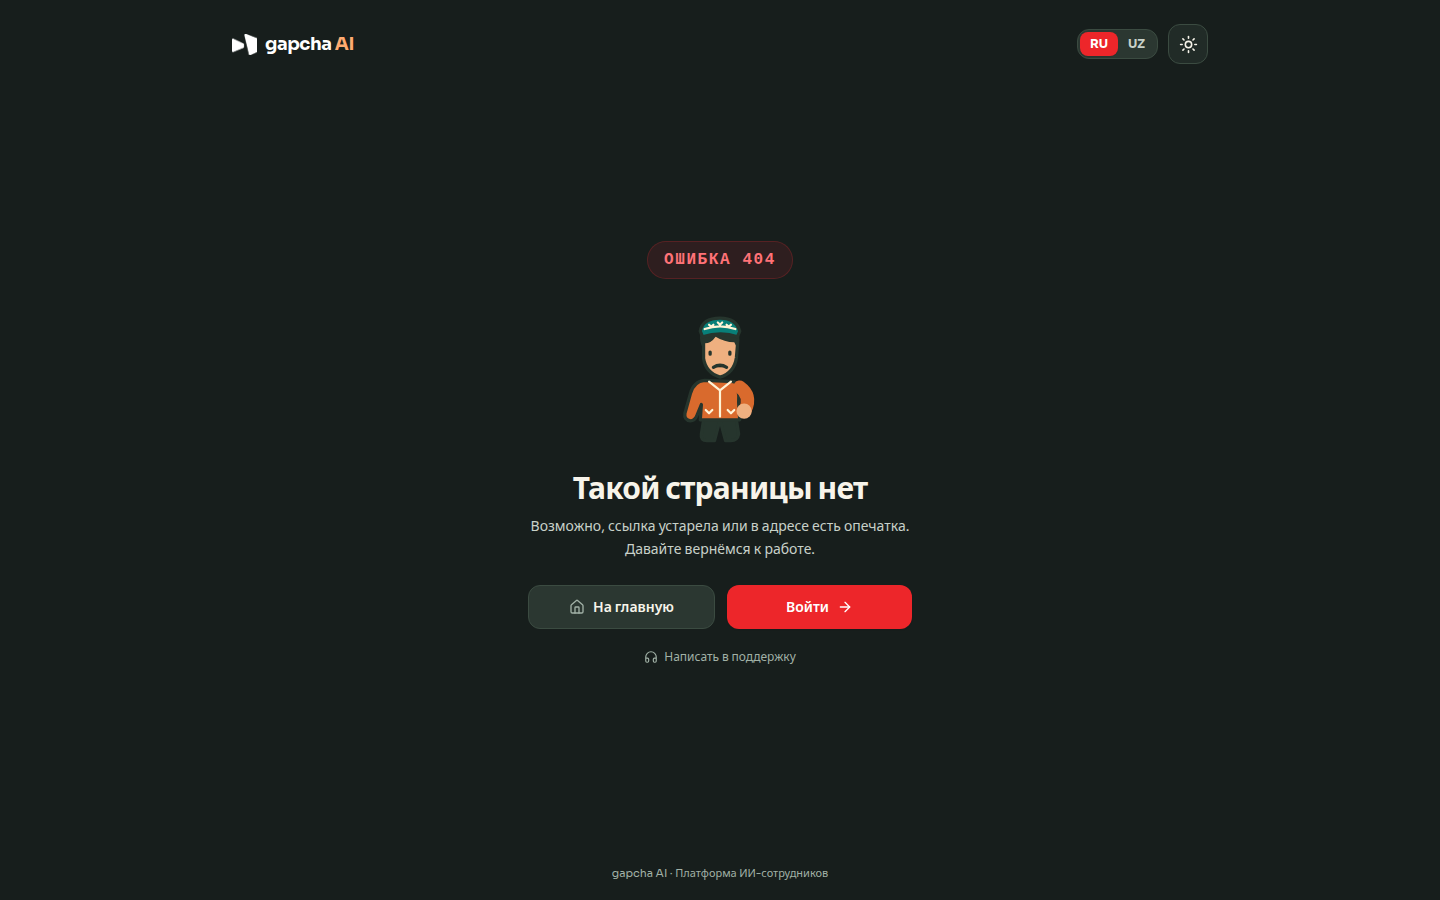 gapcha AI
RU UZ
ОШИБКА 404
Такой страницы нет
Возможно, ссылка устарела или в адресе есть опечатка.
Давайте вернёмся к работе.
На главную
Войти
Написать в поддержку
gapcha AI · Платформа ИИ-сотрудников